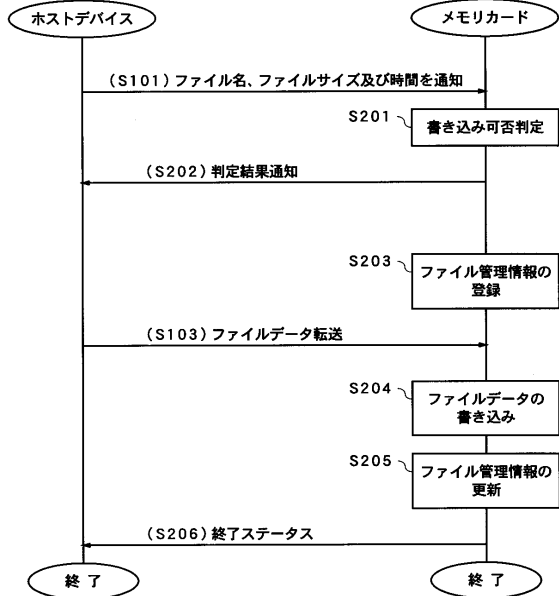 ホストデバイス
メモリカード
(S101)ファイル名、ファイルサイズ及び時間を通知
S201
書き込み可否判定
(S202)判定結果通知
S203
ファイル管理情報の
登録
(S103)ファイルデータ転送
S204
ファイルデータの
書き込み
S205
ファイル管理情報の
更新
(S206)終了ステータス
終了
終了